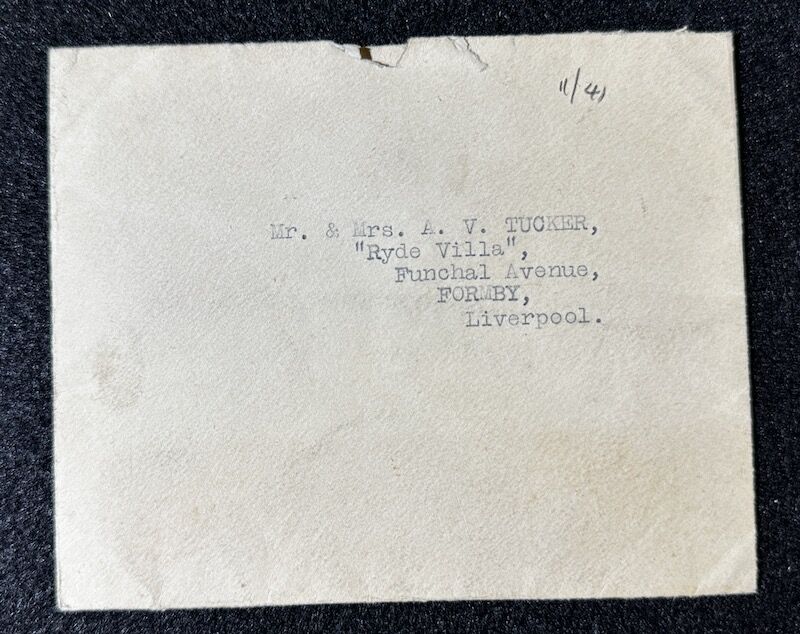 11/41
Mr. & Mrs. A. V. TUCKER,
"Ryde Villa",
Funchal Avenue,
FORMBY,
Liverpool.